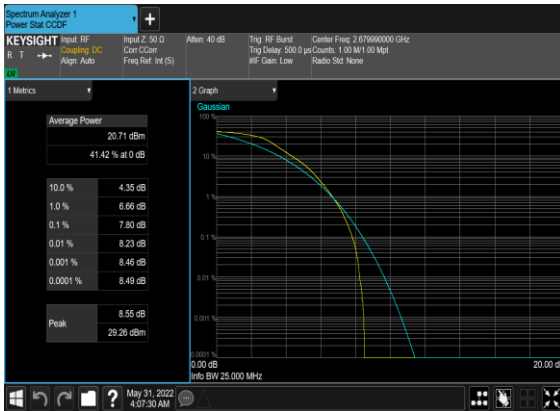 Spectrum Analyzer 1
Power Stat CCDF
KEYSIGHT
R T
LXI
Input: RF
Coupling: DC
Align: Auto
Input Z: 50 Ω
Corr CCorr
Freq Ref: Int (S)
Atten: 40 dB
Trig: RF Burst
Trig Delay: 500.0 µs
#IF Gain: Low
Center Freq: 2.679990000 GHz
Counts: 1.00 M/1.00 Mpt
Radio Std: None
1 Metrics
Average Power
20.71 dBm
41.42 % at 0 dB
10.0 % 4.35 dB
1.0 % 6.66 dB
0.1 % 7.80 dB
0.01 % 8.23 dB
0.001 % 8.46 dB
0.0001 % 8.49 dB
Peak
8.55 dB
29.26 dBm
2 Graph
Gaussian
100 %
10 %
1 %
0.1 %
0.01 %
0.001 %
0.0001 %
0.00 dB
20.00 d
Info BW 25.000 MHz
?
May 31, 2022
4:07:30 AM